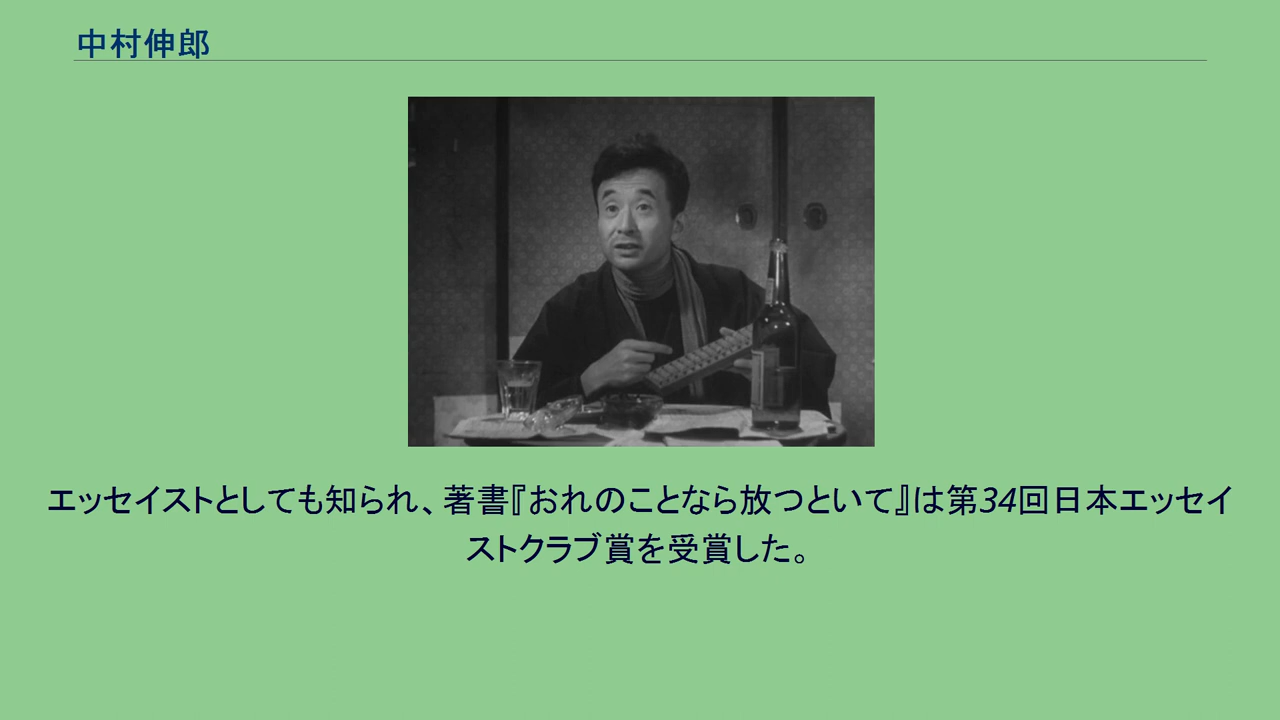 中村伸郎
エッセイストとしても知られ、著書『おれのことなら放つといて』は第34回日本エッセイ
ストクラブ賞を受賞した。